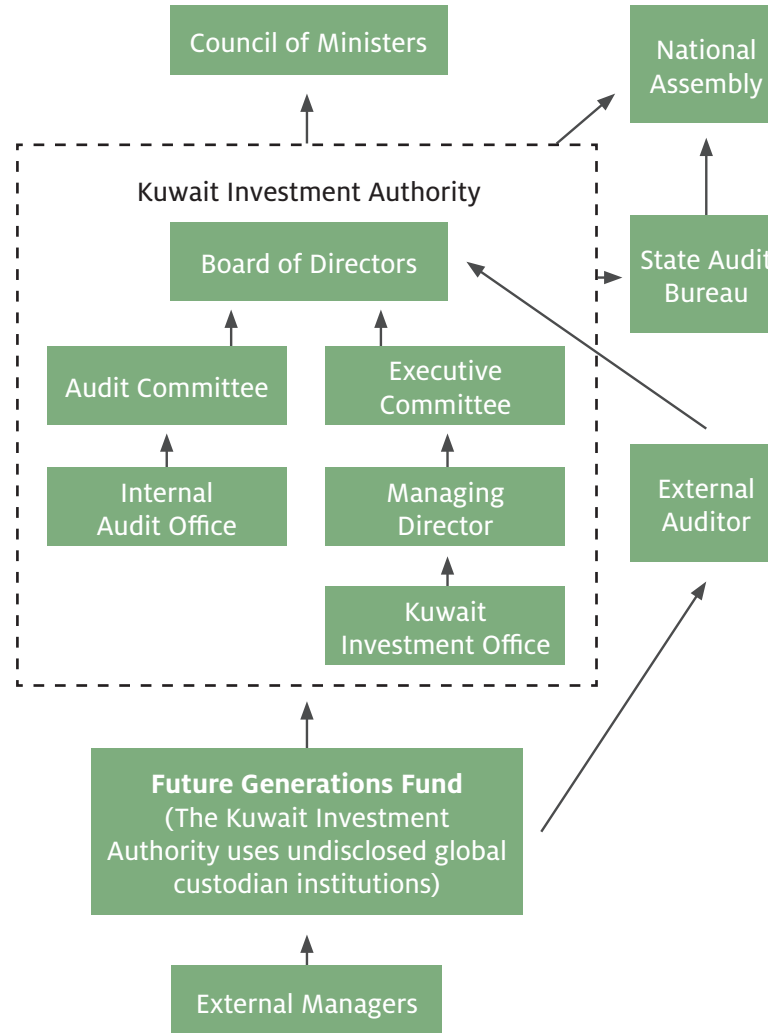 Council of Ministers
National
Assembly
Kuwait Investment Authority
Board of Directors
State Audit
Bureau
Audit Committee
Executive
Committee
Internal
Audit Office
Managing
Director
External
Auditor
Kuwait
Investment Office
Future Generations Fund
(The Kuwait Investment
Authority uses undisclosed global
custodian institutions)
External Managers